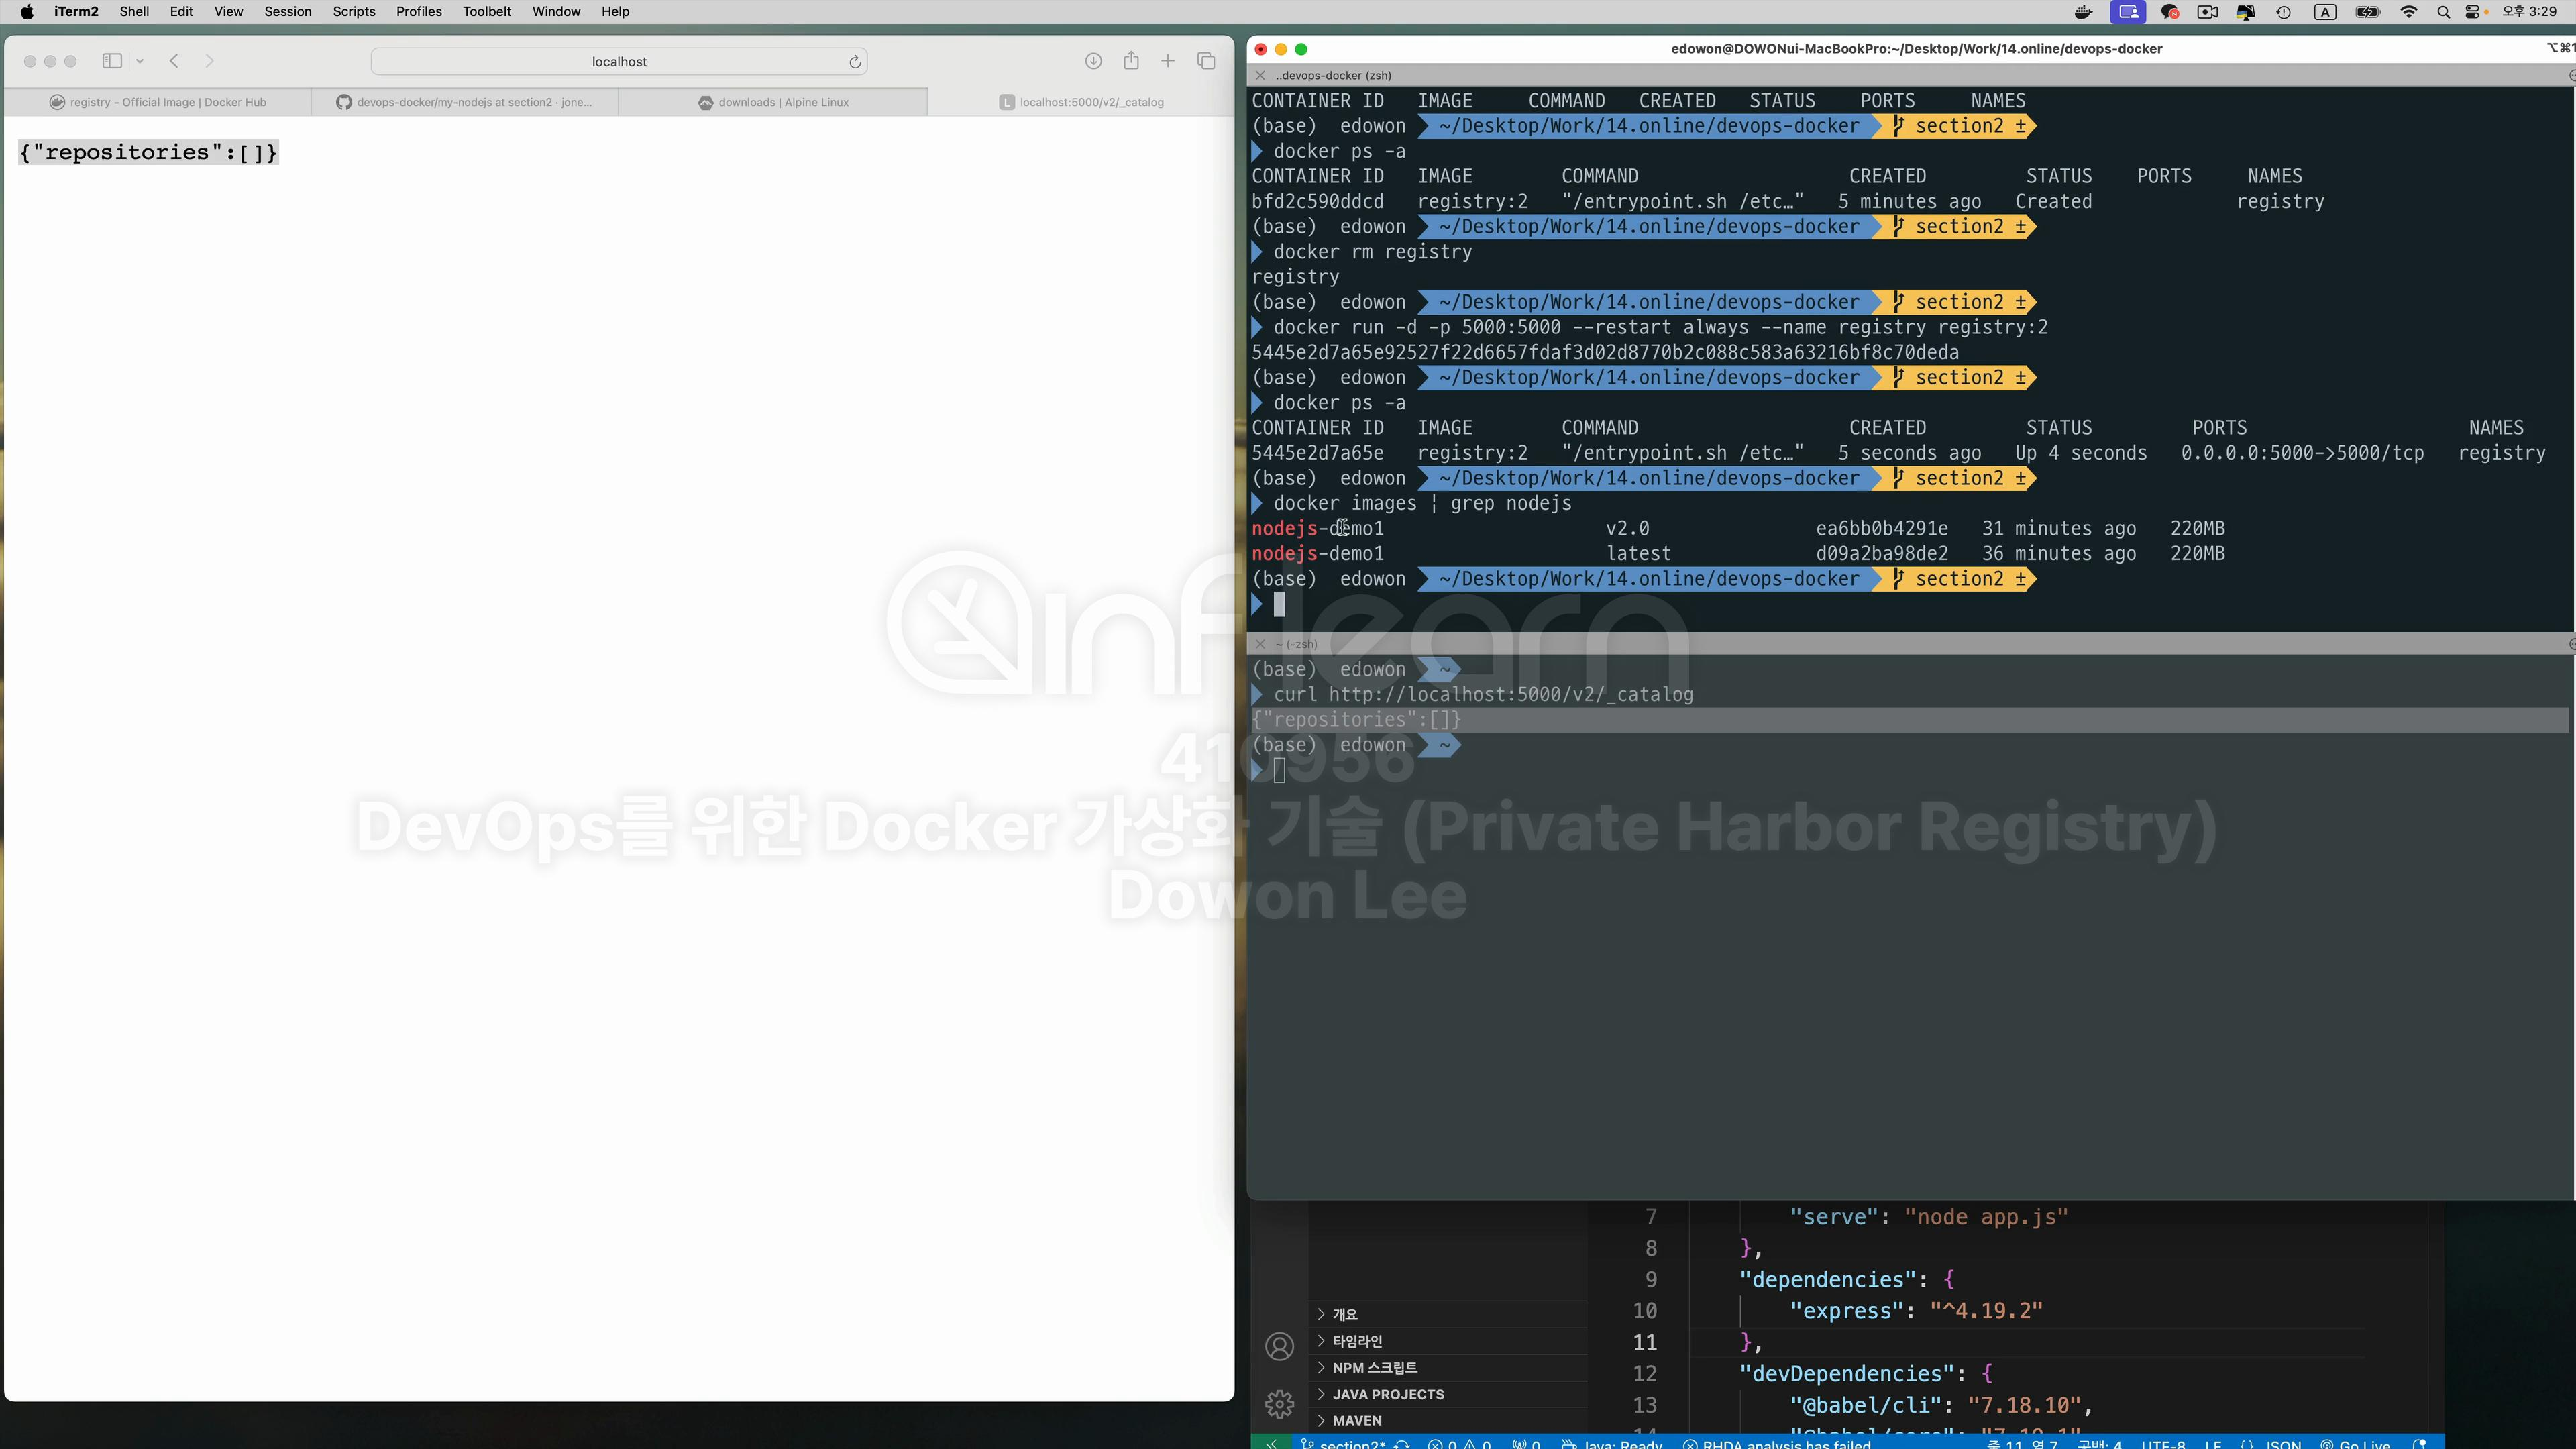 iTerm2 Shell Edit View Session Scripts Profiles Toolbelt Window Help
A 오후 3:29
localhost
registry - Official Image | Docker Hub
devops-docker/my-nodejs at section2 · jone...
downloads | Alpine Linux
L localhost:5000/v2/_catalog
{"repositories":[]}
edowon@DOWONui-MacBookPro:~/Desktop/Work/14.online/devops-docker
..devops-docker (zsh)
CONTAINER ID IMAGE COMMAND CREATED STATUS PORTS NAMES
(base) edowon ~/Desktop/Work/14.online/devops-docker section2 ±
docker ps -a
CONTAINER ID IMAGE COMMAND CREATED STATUS PORTS NAMES
bfd2c590ddcd registry:2 "/entrypoint.sh /etc…" 5 minutes ago Created registry
(base) edowon ~/Desktop/Work/14.online/devops-docker section2 ±
docker rm registry
registry
(base) edowon ~/Desktop/Work/14.online/devops-docker section2 ±
docker run -d -p 5000:5000 --restart always --name registry registry:2
5445e2d7a65e92527f22d6657fdaf3d02d8770b2c088c583a63216bf8c70deda
(base) edowon ~/Desktop/Work/14.online/devops-docker section2 ±
docker ps -a
CONTAINER ID IMAGE COMMAND CREATED STATUS PORTS NAMES
5445e2d7a65e registry:2 "/entrypoint.sh /etc…" 5 seconds ago Up 4 seconds 0.0.0.0:5000->5000/tcp registry
(base) edowon ~/Desktop/Work/14.online/devops-docker section2 ±
docker images | grep nodejs
nodejs-demo1 v2.0 ea6bb0b4291e 31 minutes ago 220MB
nodejs-demo1 latest d09a2ba98de2 36 minutes ago 220MB
(base) edowon ~/Desktop/Work/14.online/devops-docker section2 ±
~ (-zsh)
(base) edowon ~
curl http://localhost:5000/v2/_catalog
{"repositories":[]}
(base) edowon ~
inflearn
410956
DevOps를 위한 Docker 가상화 기술 (Private Harbor Registry)
Dowon Lee
7 "serve": "node app.js"
8 },
9 "dependencies": {
10 "express": "^4.19.2"
11 },
12 "devDependencies": {
13 "@babel/cli": "7.18.10",
개요
타임라인
NPM 스크립트
JAVA PROJECTS
MAVEN
section2* 0 0 0 Java: Ready RHDA analysis has failed 줄 11, 열 7 공백: 4 UTF-8 LF {} JSON Go Live